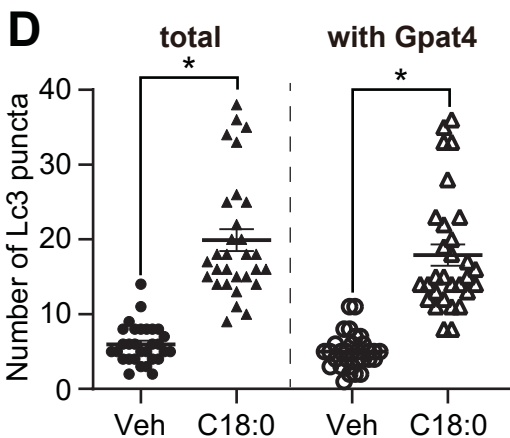 D
total
with Gpat4
*
*
Number of Lc3 puncta
40
30
20
10
0
Veh
C18:0
Veh
C18:0